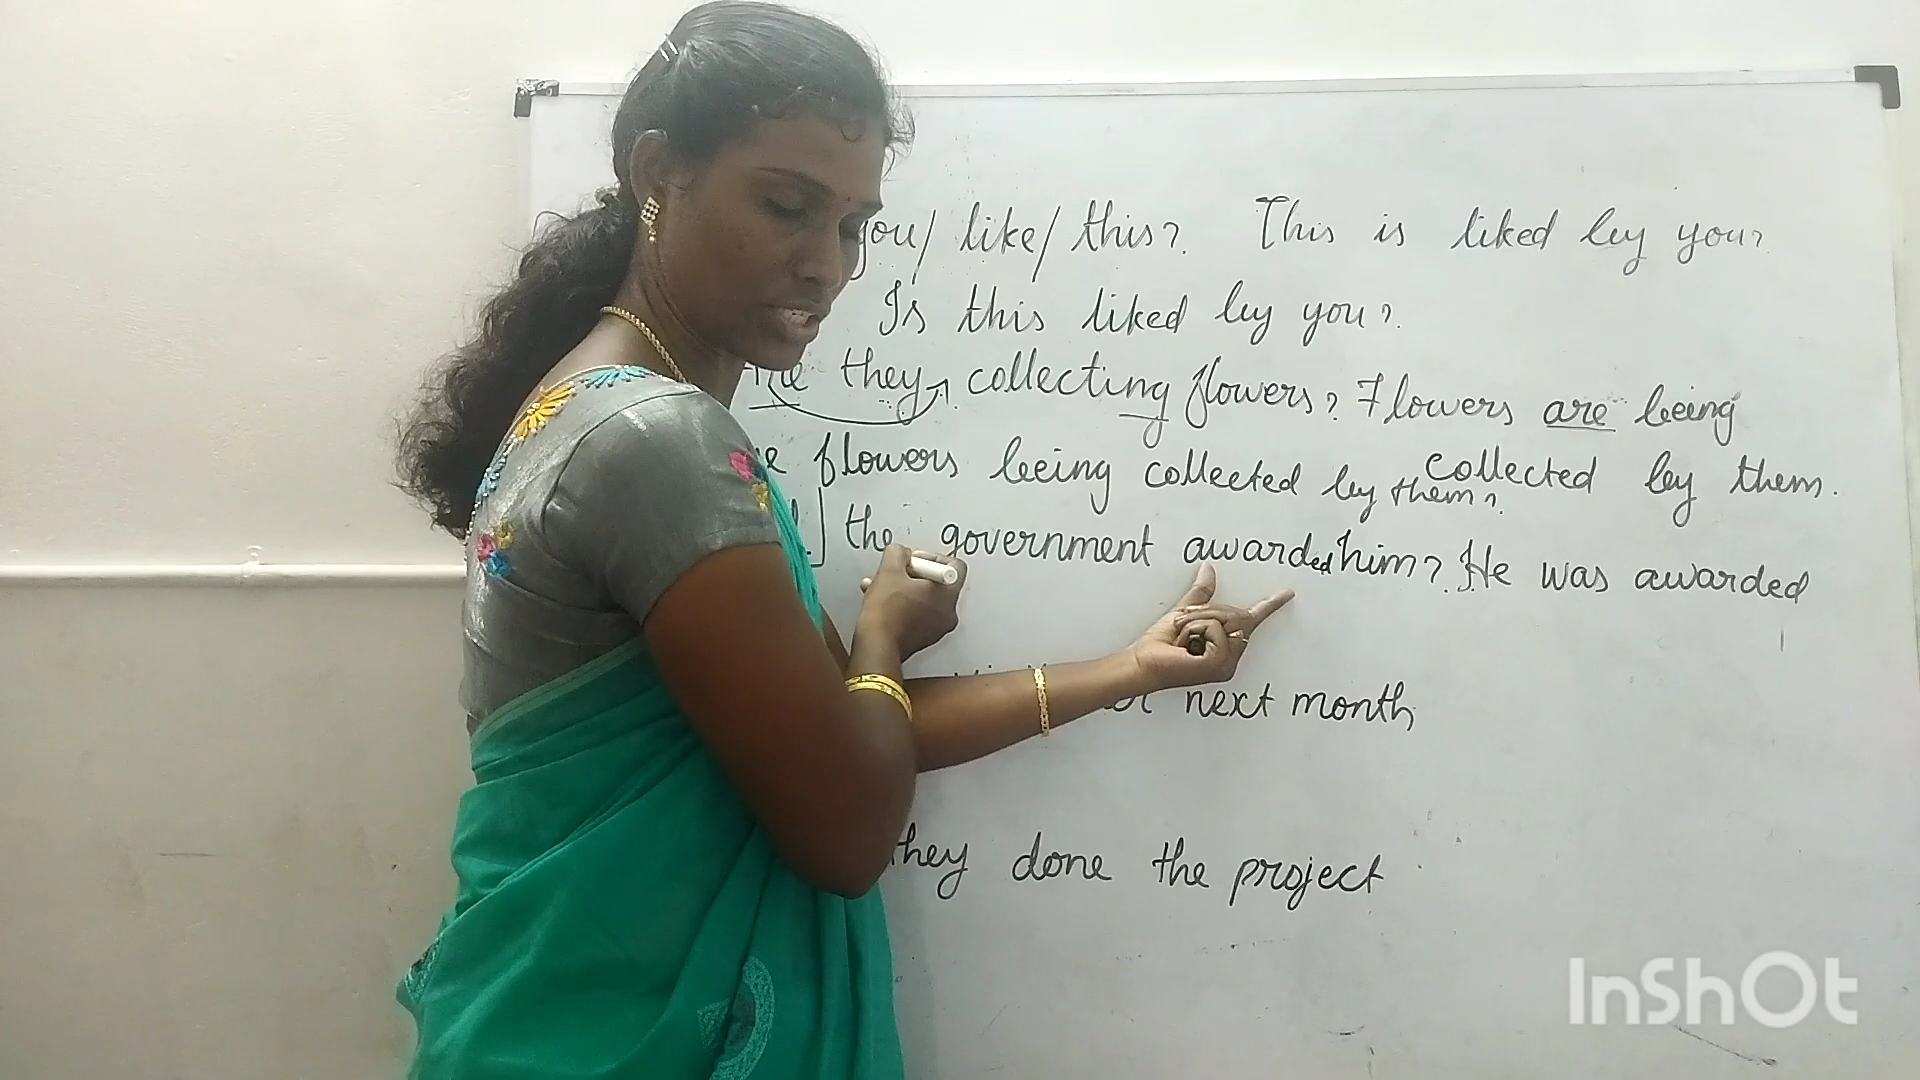 you/ like/ this? This is liked by you?
Is this liked by you?
they collecting flowers? Flowers are being
flowers being collected by them? collected by them.
the government awarded him? He was awarded
next month
they done the project
InShOt